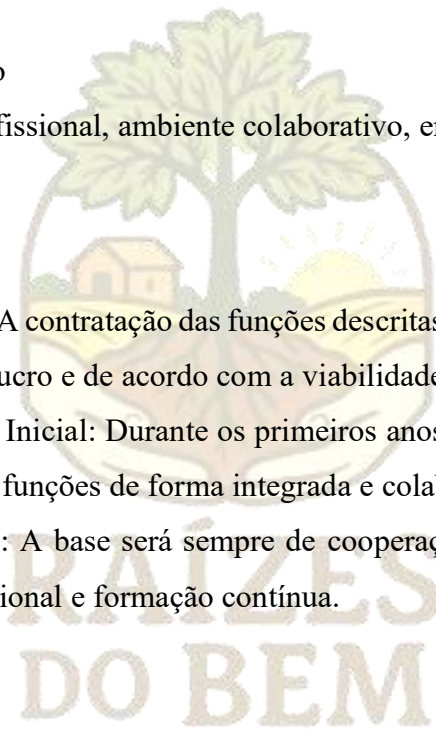 o
fissional, ambiente colaborativo, en
A contratação das funções descritas
ucro e de acordo com a viabilidade
Inicial: Durante os primeiros anos
funções de forma integrada e cola
: A base será sempre de cooperaç
ional e formação contínua.
RAÍZES
DO BEM